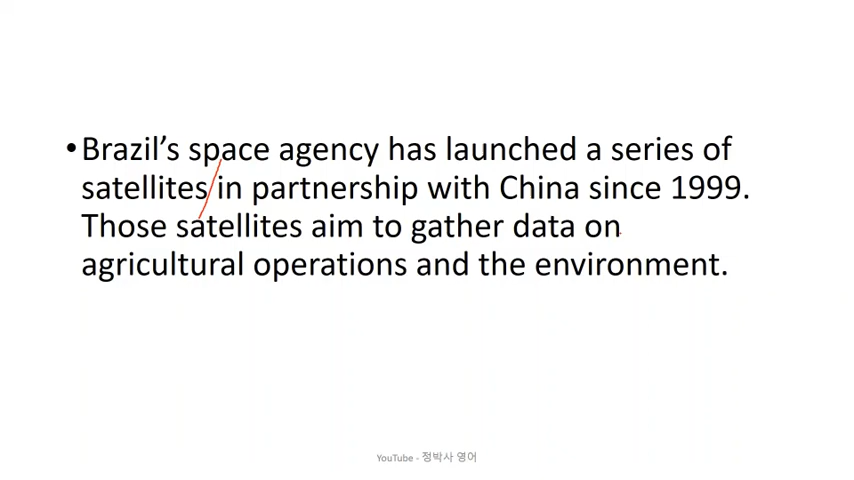 •Brazil’s space agency has launched a series of
satellites in partnership with China since 1999.
Those satellites aim to gather data on
agricultural operations and the environment.
YouTube - 정박사 영어